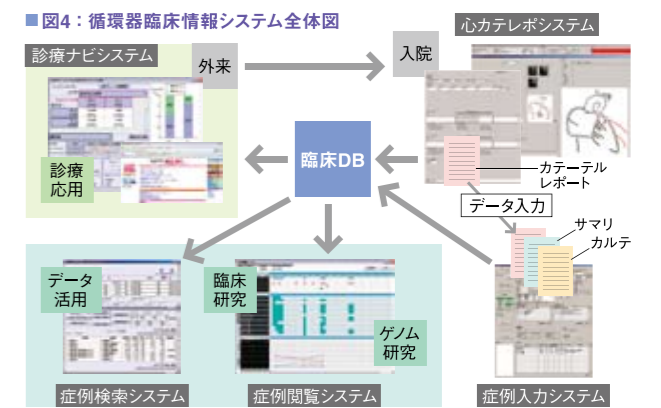 ■図4：循環器臨床情報システム全体図
診療ナビシステム
外来
入院
心カテレポシステム
診療
応用
臨床DB
カテーテル
レポート
データ入力
サマリ
カルテ
データ
活用
臨床
研究
ゲノム
研究
症例検索システム
症例閲覧システム
症例入力システム